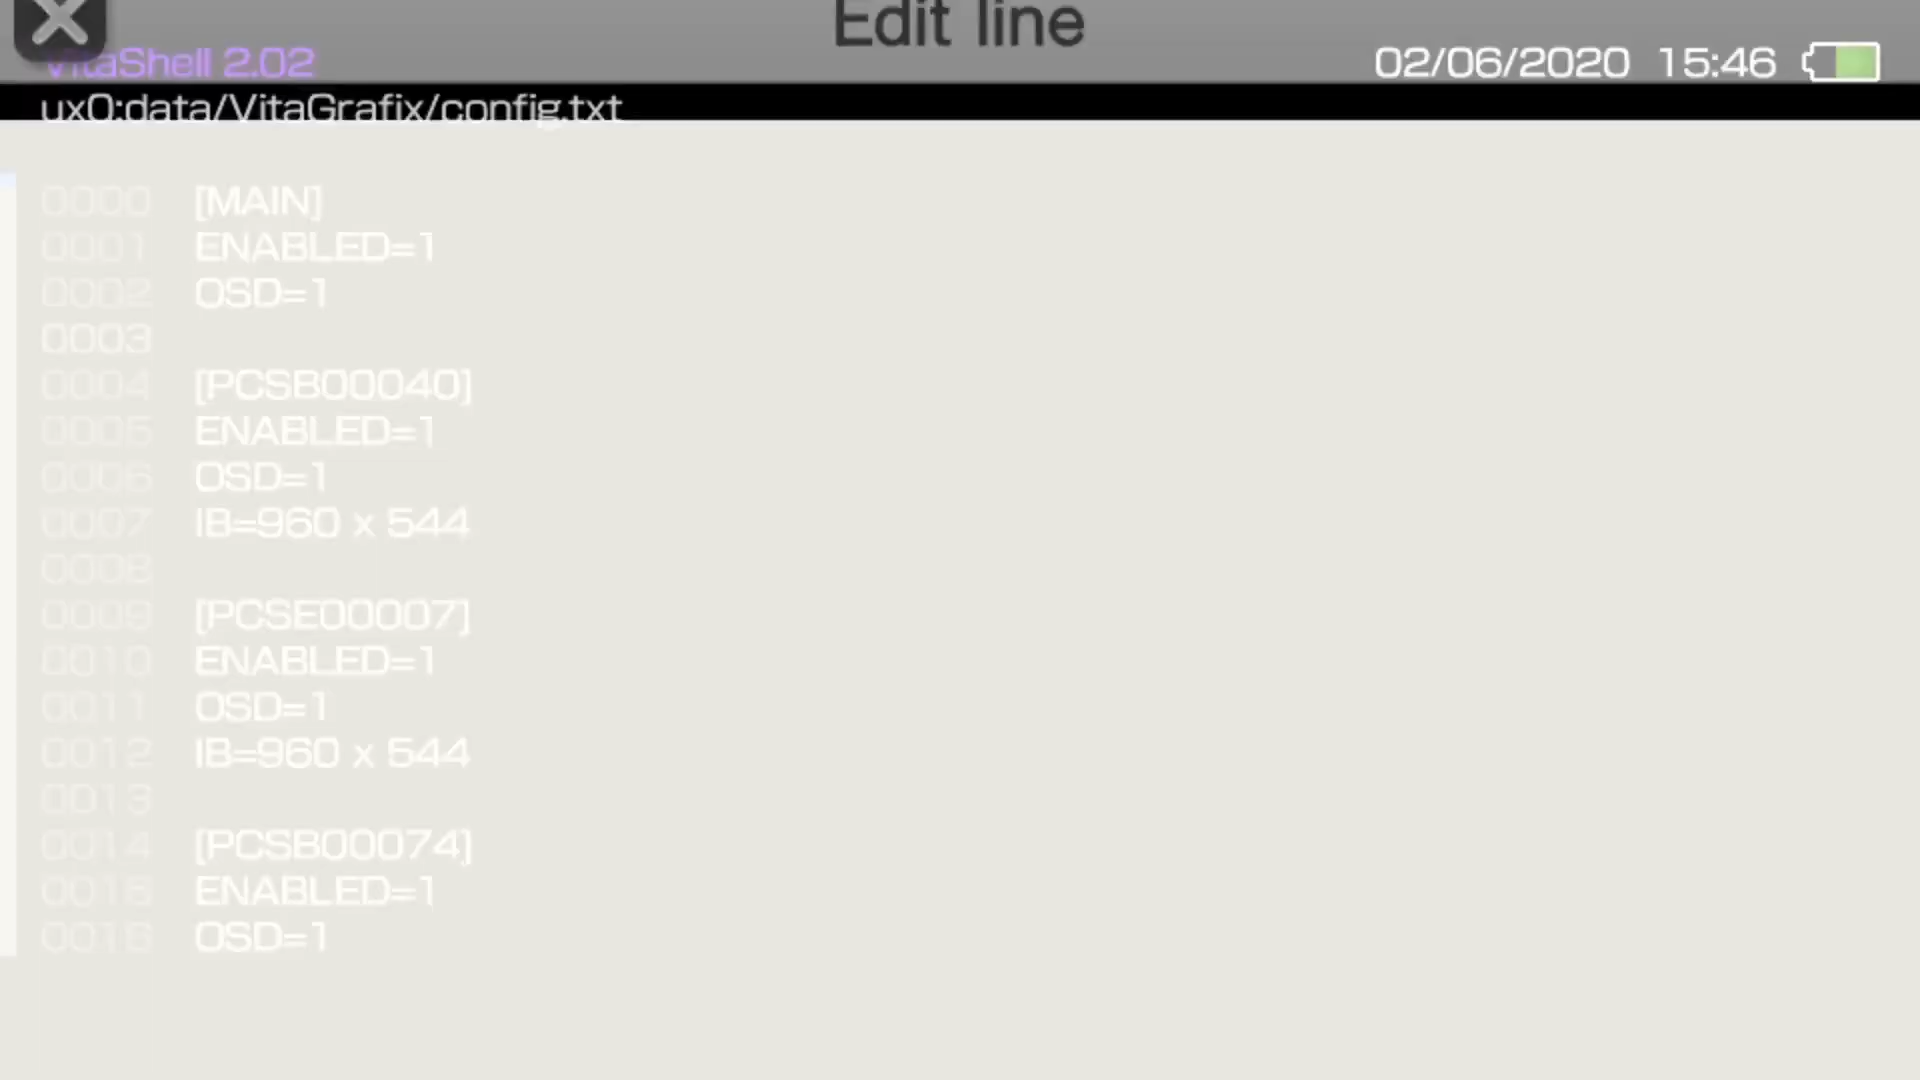 Edit line
VitaShell 2.02
02/06/2020 15:46
ux0:data/VitaGrafix/config.txt
0000 [MAIN]
0001 ENABLED=1
0002 OSD=1
0003
0004 [PCSB00040]
0005 ENABLED=1
0006 OSD=1
0007 IB=960 x 544
0008
0009 [PCSE00007]
0010 ENABLED=1
0011 OSD=1
0012 IB=960 x 544
0013
0014 [PCSB00074]
0015 ENABLED=1
0016 OSD=1